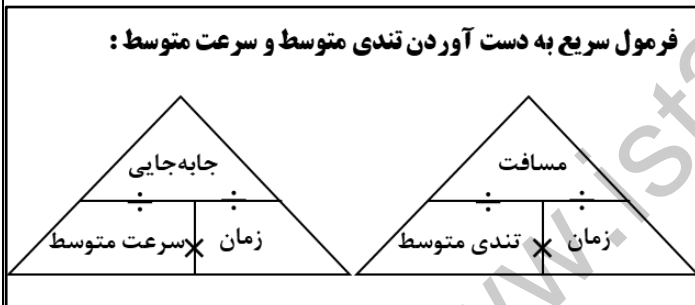 فرمول سریع به دست آوردن تندی متوسط و سرعت متوسط :
مسافت
÷ ÷
زمان × تندی متوسط
جابه‌جایی
÷ ÷
زمان × سرعت متوسط